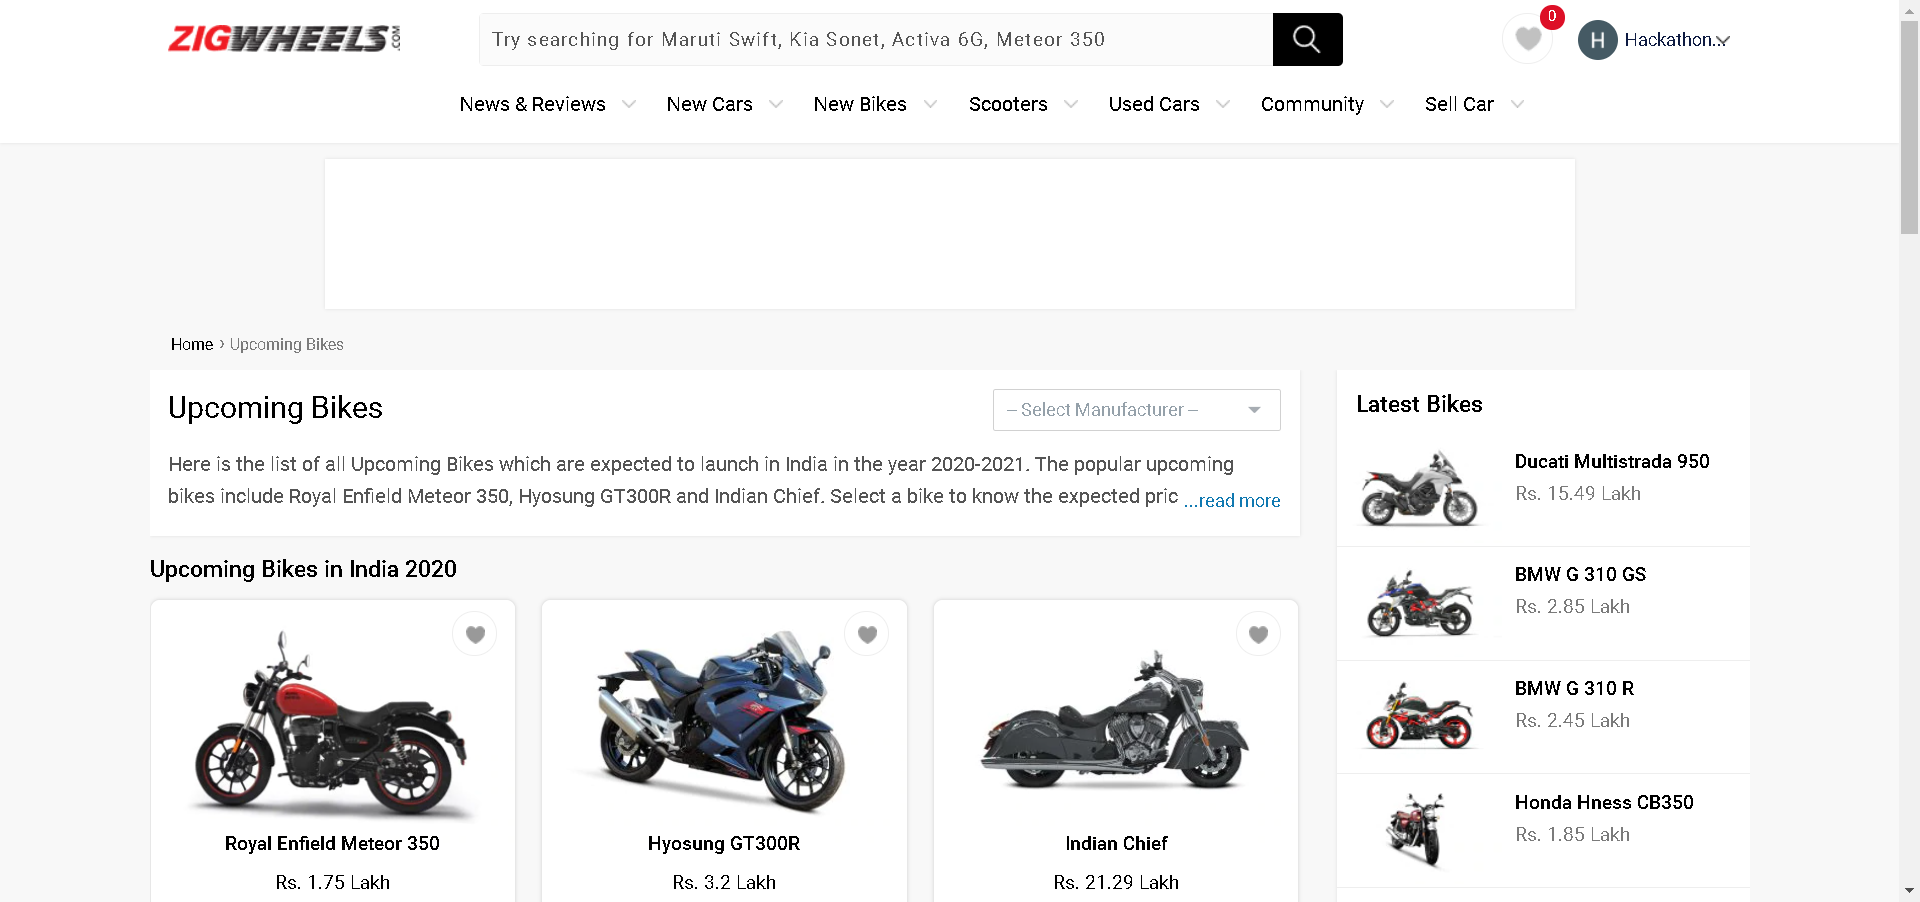 ZIGWHEELS.COM
Try searching for Maruti Swift, Kia Sonet, Activa 6G, Meteor 350
0
H
Hackathon...
News & Reviews
New Cars
New Bikes
Scooters
Used Cars
Community
Sell Car
Home › Upcoming Bikes
Upcoming Bikes
-- Select Manufacturer --
Here is the list of all Upcoming Bikes which are expected to launch in India in the year 2020-2021. The popular upcoming
bikes include Royal Enfield Meteor 350, Hyosung GT300R and Indian Chief. Select a bike to know the expected pric ...read more
Upcoming Bikes in India 2020
Royal Enfield Meteor 350
Rs. 1.75 Lakh
Hyosung GT300R
Rs. 3.2 Lakh
Indian Chief
Rs. 21.29 Lakh
Latest Bikes
Ducati Multistrada 950
Rs. 15.49 Lakh
BMW G 310 GS
Rs. 2.85 Lakh
BMW G 310 R
Rs. 2.45 Lakh
Honda Hness CB350
Rs. 1.85 Lakh